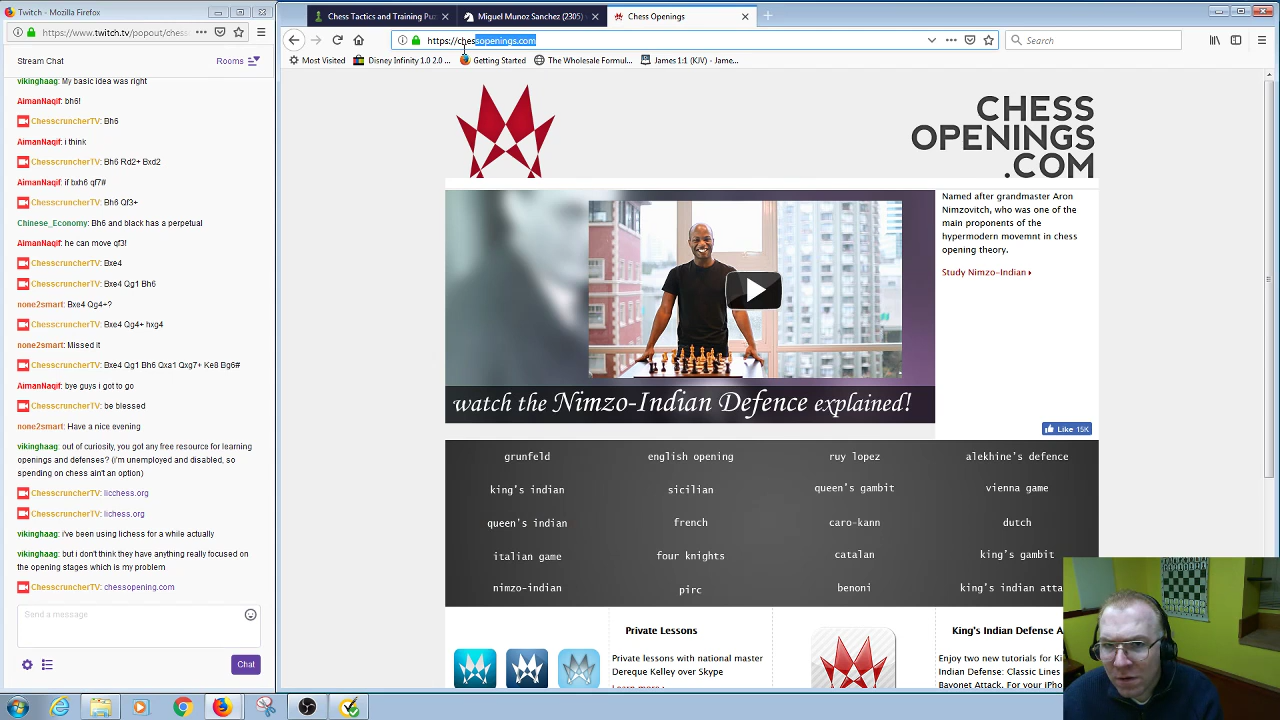 Twitch - Mozilla Firefox
https://www.twitch.tv/popout/chess
Stream Chat
Rooms
vikinghaag: My basic idea was right
AimanNaqif: bh6!
ChesscruncherTV: Bh6
AimanNaqif: i think
ChesscruncherTV: Bh6 Rd2+ Bxd2
AimanNaqif: if bxh6 qf7#
ChesscruncherTV: Bh6 Qf3+
Chinese_Economy: Bh6 and black has a perpetual
AimanNaqif: he can move qf3!
ChesscruncherTV: Bxe4
ChesscruncherTV: Bxe4 Qg1 Bh6
none2smart: Bxe4 Qg4+?
ChesscruncherTV: Bxe4 Qg4+ hxg4
none2smart: Missed it
ChesscruncherTV: Bxe4 Qg1 Bh6 Qxa1 Qxg7+ Ke8 Bg6#
AimanNaqif: bye guys i got to go
ChesscruncherTV: be blessed
none2smart: Have a nice evening
vikinghaag: out of curiosily, you got any free resource for learning
openings and defenses? (i'm unemployed and disabled, so
spending on chess ain't an option)
ChesscruncherTV: licchess.org
ChesscruncherTV: lichess.org
vikinghaag: i've been using lichess for a while actually
vikinghaag: but i don't think they have anything really focused on
the opening stages which is my problem
ChesscruncherTV: chessopening.com
Send a message
Chat
Chess Tactics and Training Puz
Miguel Munoz Sanchez (2305)
Chess Openings
https://chessopenings.com
Search
Most Visited
Disney Infinity 1.0 2.0 ...
Getting Started
The Wholesale Formul...
James 1:1 (KJV) - Jame...
CHESS
OPENINGS
.COM
Named after grandmaster Aron
Nimzovitch, who was one of the
main proponents of the
hypermodern movemnt in chess
opening theory.
Study Nimzo-Indian
watch the Nimzo-Indian Defence explained!
Like 15K
grunfeld
english opening
ruy lopez
alekhine's defence
king's indian
sicilian
queen's gambit
vienna game
queen's indian
french
caro-kann
dutch
italian game
four knights
catalan
king's gambit
nimzo-indian
pirc
benoni
king's indian atta
Private Lessons
Private lessons with national master
Dereque Kelley over Skype
Learn more
King's Indian Defense A
Enjoy two new tutorials for Ki
Indian Defense: Classic Lines
Bayonet Attack. For your iPho